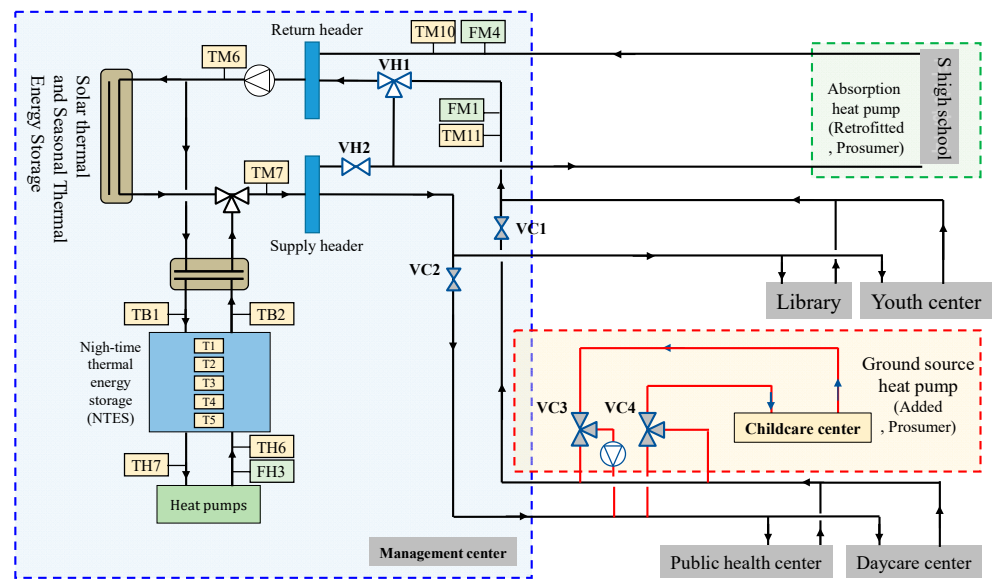 Return header
TM10
FM4
TM6
VH1
Solar thermal
and Seasonal Thermal
Energy Storage
FM1
TM11
Absorption
heat pump
(Retrofitted
, Prosumer)
S high school
VH2
TM7
Supply header
VC1
VC2
Library
Youth center
TB1
TB2
Nigh-time
thermal
energy
storage
(NTES)
T1
T2
T3
T4
T5
Ground source
heat pump
(Added
, Prosumer)
VC3
VC4
Childcare center
TH6
TH7
FH3
Heat pumps
Management center
Public health center
Daycare center